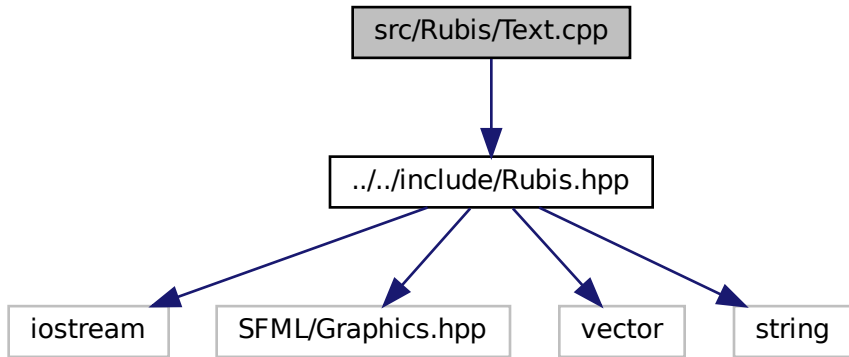 src/Rubis/Text.cpp
../../include/Rubis.hpp
iostream
SFML/Graphics.hpp
vector
string